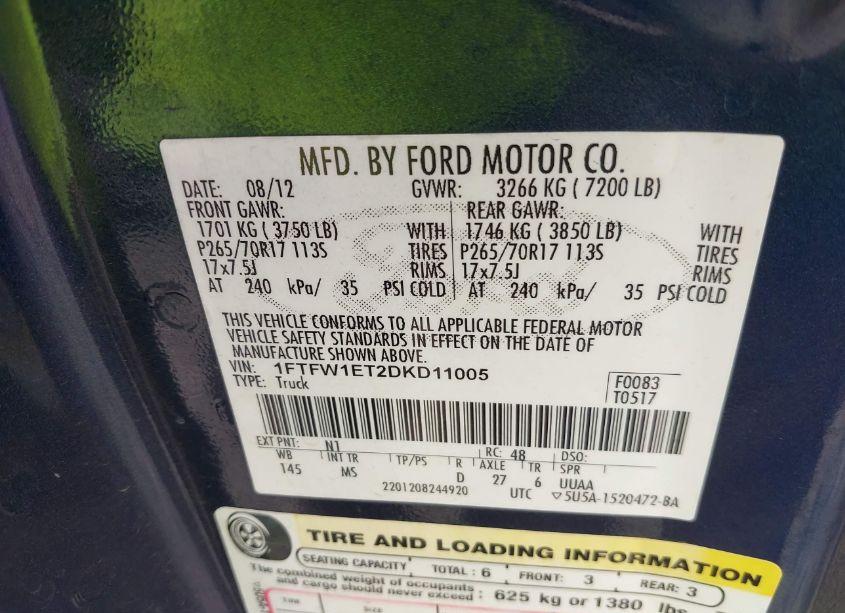 MFD. BY FORD MOTOR CO.
DATE: 08/12 GVWR: 3266 KG ( 7200 LB)
FRONT GAWR: REAR GAWR:
1701 KG ( 3750 LB) WITH 1746 KG ( 3850 LB) WITH
P265/70R17 113S TIRES P265/70R17 113S TIRES
17x7.5J RIMS 17x7.5J RIMS
AT 240 kPa/ 35 PSI COLD AT 240 kPa/ 35 PSI COLD
THIS VEHICLE CONFORMS TO ALL APPLICABLE FEDERAL MOTOR
VEHICLE SAFETY STANDARDS IN EFFECT ON THE DATE OF
MANUFACTURE SHOWN ABOVE.
VIN: 1FTFW1ET2DKD11005
TYPE: Truck
F0083
T0517
EXT PNT: N1 RC: 48 DSO:
WB INT TR TP/PS R AXLE TR SPR
145 MS D 27 6 UUAA
2201208244920 UTC ▽5U5A-1520472-BA
TIRE AND LOADING INFORMATION
SEATING CAPACITY TOTAL : 6 FRONT: 3 REAR: 3
The combined weight of occupants
and cargo should never exceed : 625 kg or 1380 lbs
TIRE SIZE